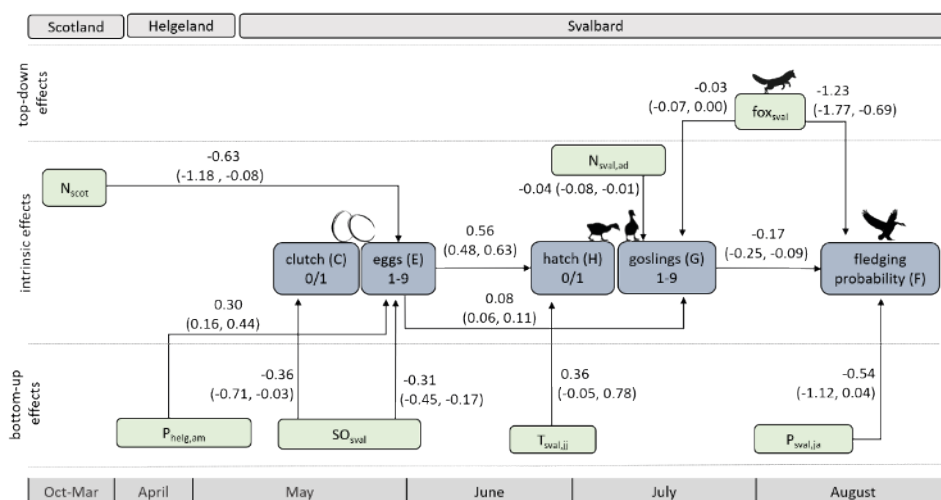 Scotland Helgeland Svalbard
top-down
effects
-0.03
(-0.07, 0.00)
fox_sval
-1.23
(-1.77, -0.69)
intrinsic effects
N_scot
-0.63
(-1.18 , -0.08)
N_sval,ad
-0.04 (-0.08, -0.01)
clutch (C)
0/1
eggs (E)
1-9
0.56
(0.48, 0.63)
hatch (H)
0/1
goslings (G)
1-9
-0.17
(-0.25, -0.09)
fledging
probability (F)
0.30
(0.16, 0.44)
0.08
(0.06, 0.11)
bottom-up
effects
-0.36
(-0.71, -0.03)
-0.31
(-0.45, -0.17)
0.36
(-0.05, 0.78)
-0.54
(-1.12, 0.04)
P_helg,am
SO_sval
T_sval,jj
P_sval,ja
Oct-Mar April May June July August